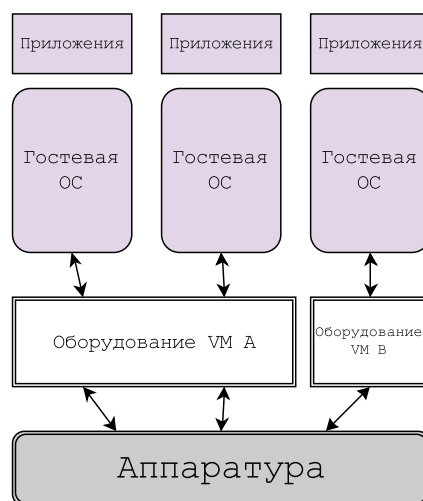 Приложения
Приложения
Приложения
Гостевая
ОС
Гостевая
ОС
Гостевая
ОС
Оборудование VM A
Оборудование
VM B
Аппаратура